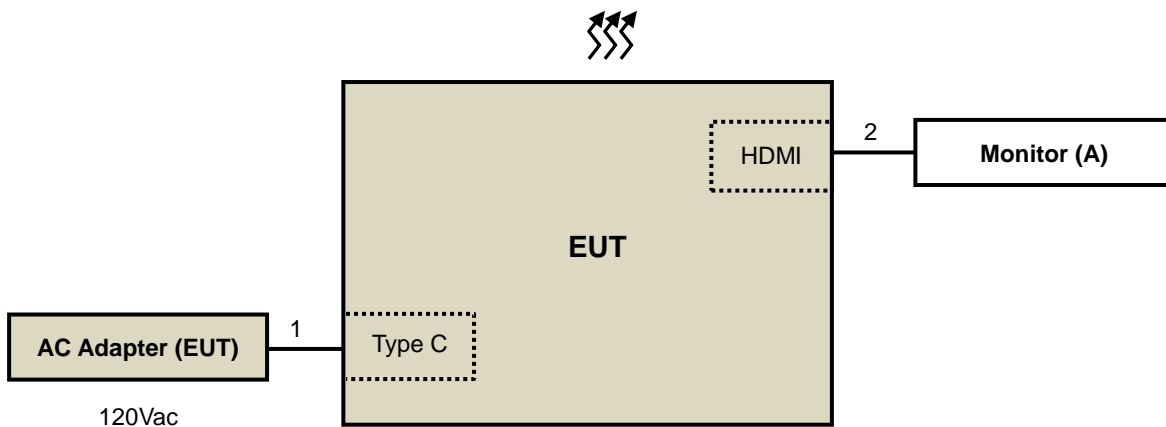 HDMI
2
Monitor (A)
EUT
AC Adapter (EUT)
1
Type C
120Vac